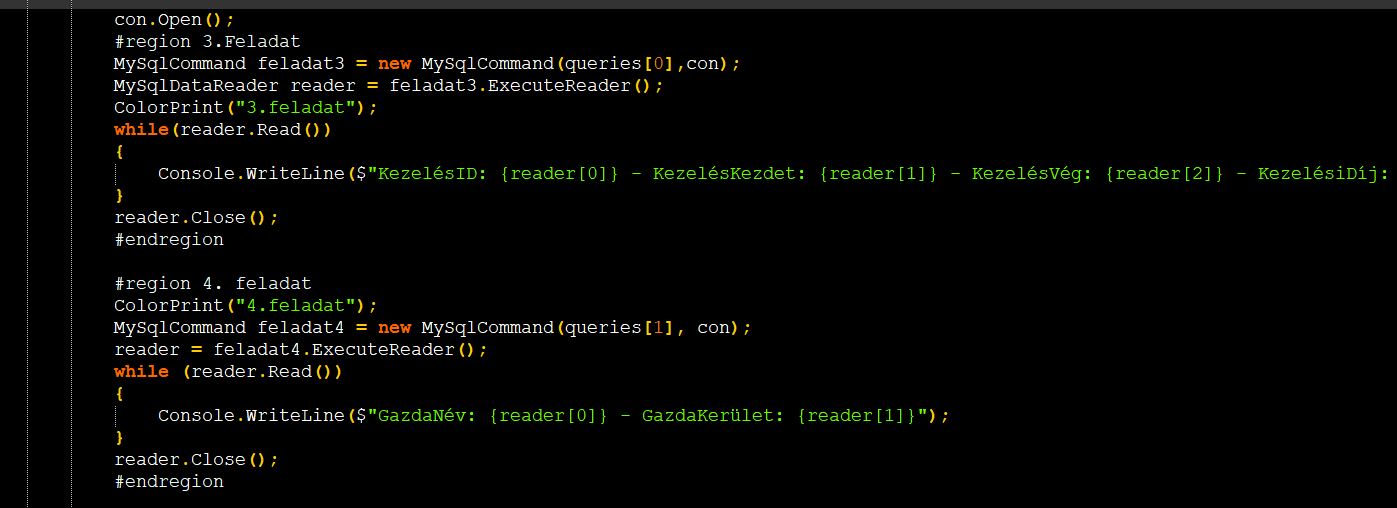 con.Open();
#region 3.Feladat
MySqlCommand feladat3 = new MySqlCommand(queries[0],con);
MySqlDataReader reader = feladat3.ExecuteReader();
ColorPrint("3.feladat");
while(reader.Read())
{
Console.WriteLine($"KezelésID: {reader[0]} - KezelésKezdet: {reader[1]} - KezelésVég: {reader[2]} - KezelésiDíj:
}
reader.Close();
#endregion
#region 4. feladat
ColorPrint("4.feladat");
MySqlCommand feladat4 = new MySqlCommand(queries[1], con);
reader = feladat4.ExecuteReader();
while (reader.Read())
{
Console.WriteLine($"GazdaNév: {reader[0]} - GazdaKerület: {reader[1]}");
}
reader.Close();
#endregion